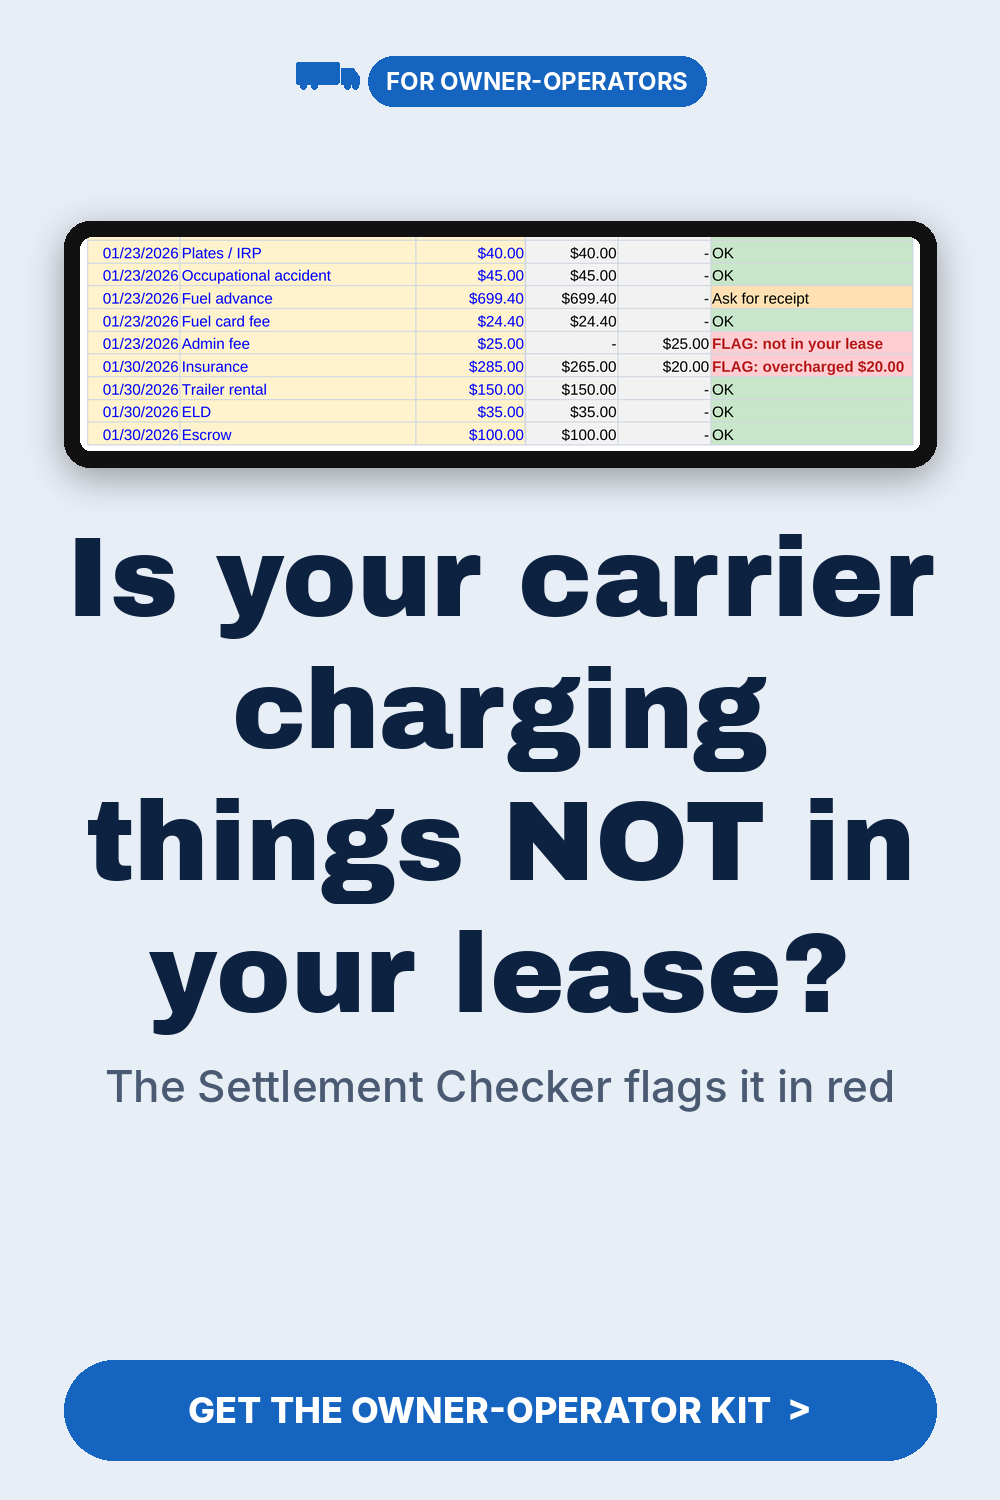 FOR OWNER-OPERATORS
01/23/2026 Plates / IRP $40.00 $40.00 - OK
01/23/2026 Occupational accident $45.00 $45.00 - OK
01/23/2026 Fuel advance $699.40 $699.40 - Ask for receipt
01/23/2026 Fuel card fee $24.40 $24.40 - OK
01/23/2026 Admin fee $25.00 - $25.00 FLAG: not in your lease
01/30/2026 Insurance $285.00 $265.00 $20.00 FLAG: overcharged $20.00
01/30/2026 Trailer rental $150.00 $150.00 - OK
01/30/2026 ELD $35.00 $35.00 - OK
01/30/2026 Escrow $100.00 $100.00 - OK
Is your carrier
charging
things NOT in
your lease?
The Settlement Checker flags it in red
GET THE OWNER-OPERATOR KIT >